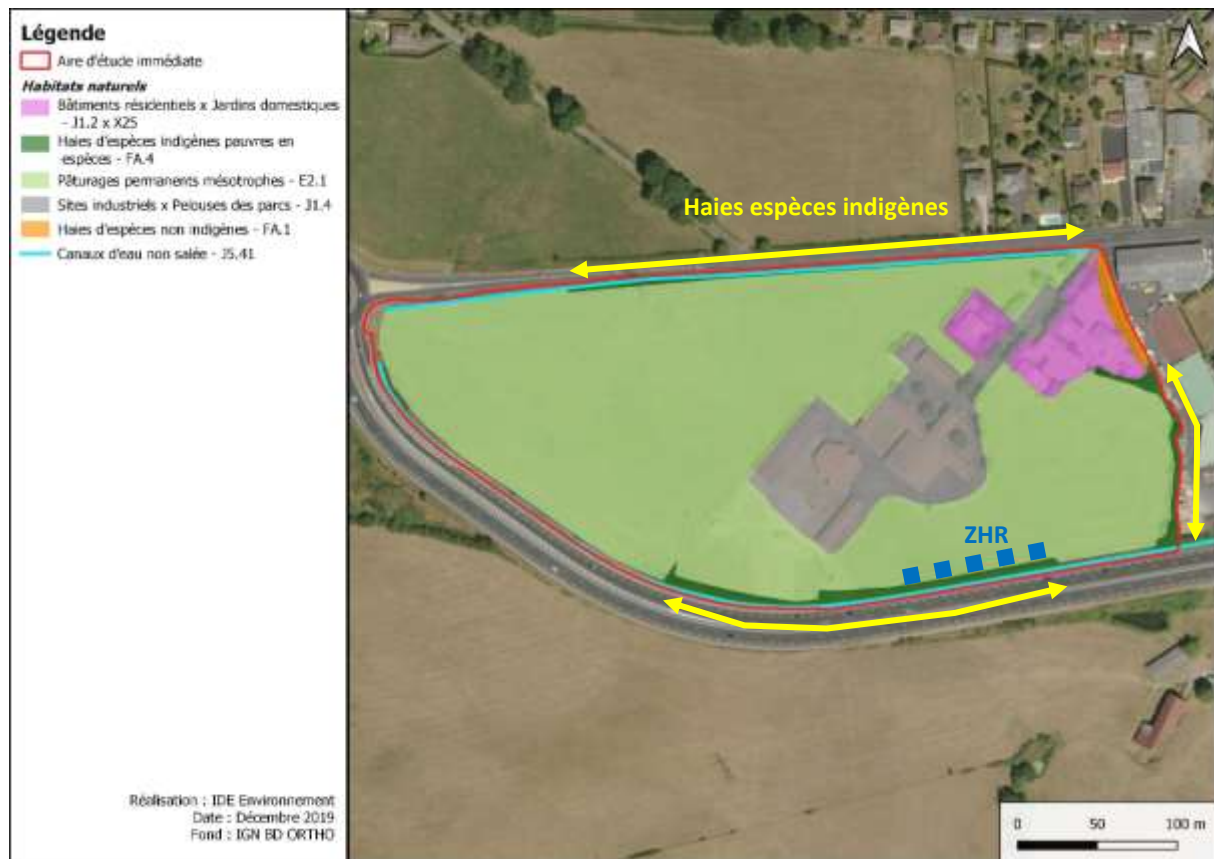 Légende
Aire d'étude immédiate
Habitats naturels
Bâtiments résidentiels x Jardins domestiques
- J1.2 x X25
Haies d'espèces indigènes pauvres en
espèces - FA.4
Pâturages permanents mésotrophes - E2.1
Sites industriels x Pelouses des parcs - J1.4
Haies d'espèces non indigènes - FA.1
Canaux d'eau non salée - J5.41
Haies espèces indigènes
ZHR
Réalisation : IDE Environnement
Date : Décembre 2019
Fond : IGN BD ORTHO
0 50 100 m